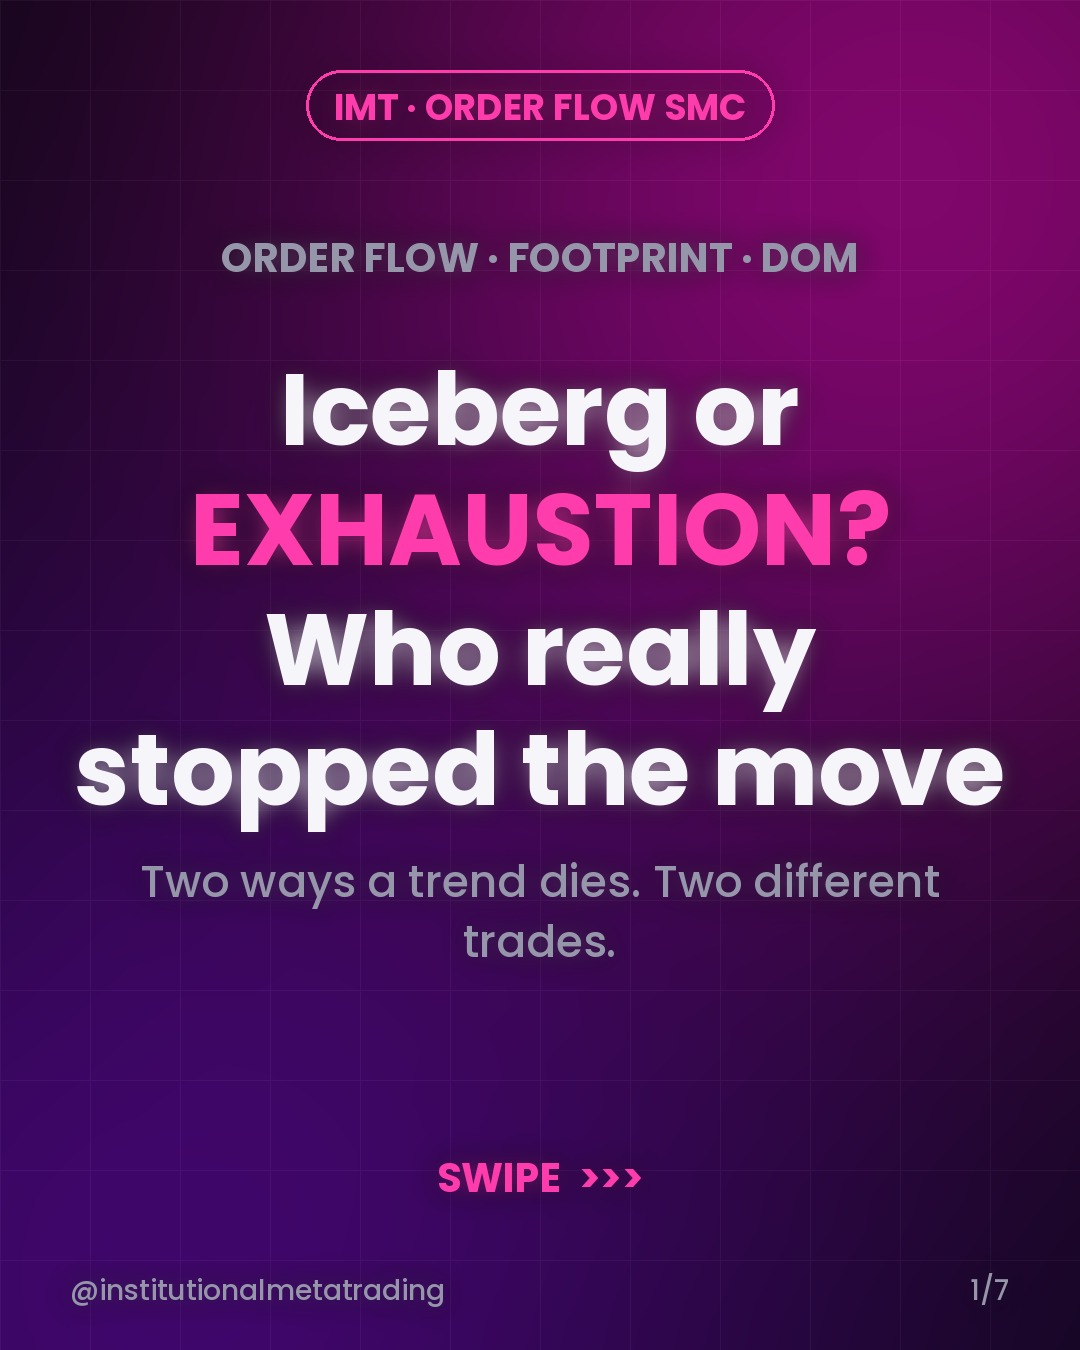 IMT · ORDER FLOW SMC
ORDER FLOW · FOOTPRINT · DOM
Iceberg or
EXHAUSTION?
Who really
stopped the move
Two ways a trend dies. Two different
trades.
SWIPE >>>
@institutionalmetatrading
1/7